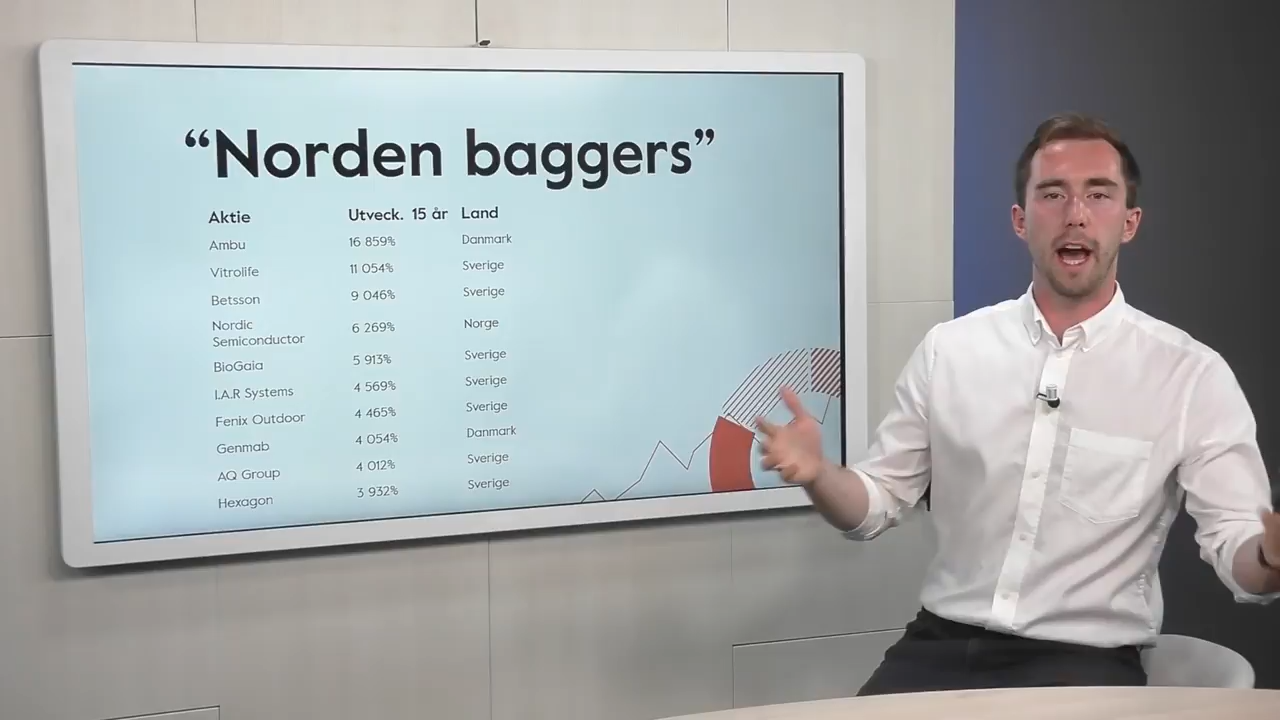 “Norden baggers”
Aktie Utveck. 15 år Land
Ambu 16 859% Danmark
Vitrolife 11 054% Sverige
Betsson 9 046% Sverige
Nordic
Semiconductor 6 269% Norge
BioGaia 5 913% Sverige
I.A.R Systems 4 569% Sverige
Fenix Outdoor 4 465% Sverige
Genmab 4 054% Danmark
AQ Group 4 012% Sverige
Hexagon 3 932% Sverige